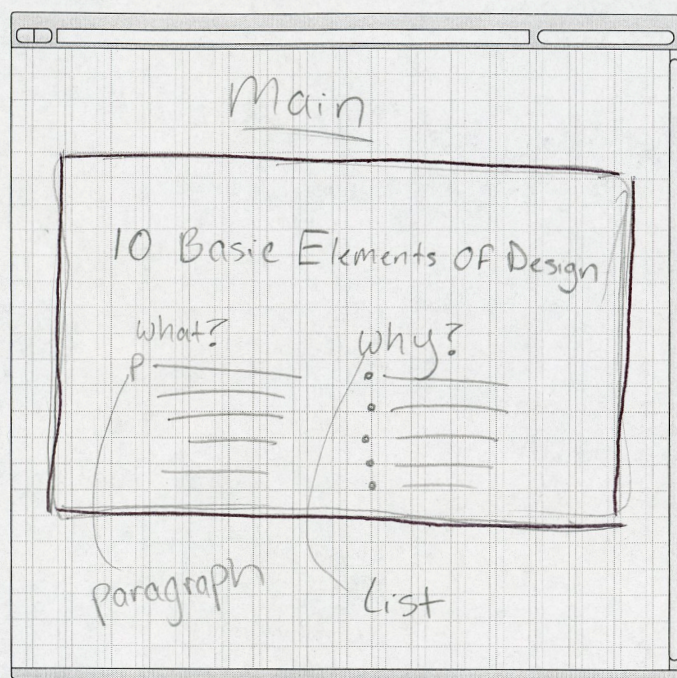 Main
10 Basic Elements Of Design
What?
Why?
P
paragraph
List